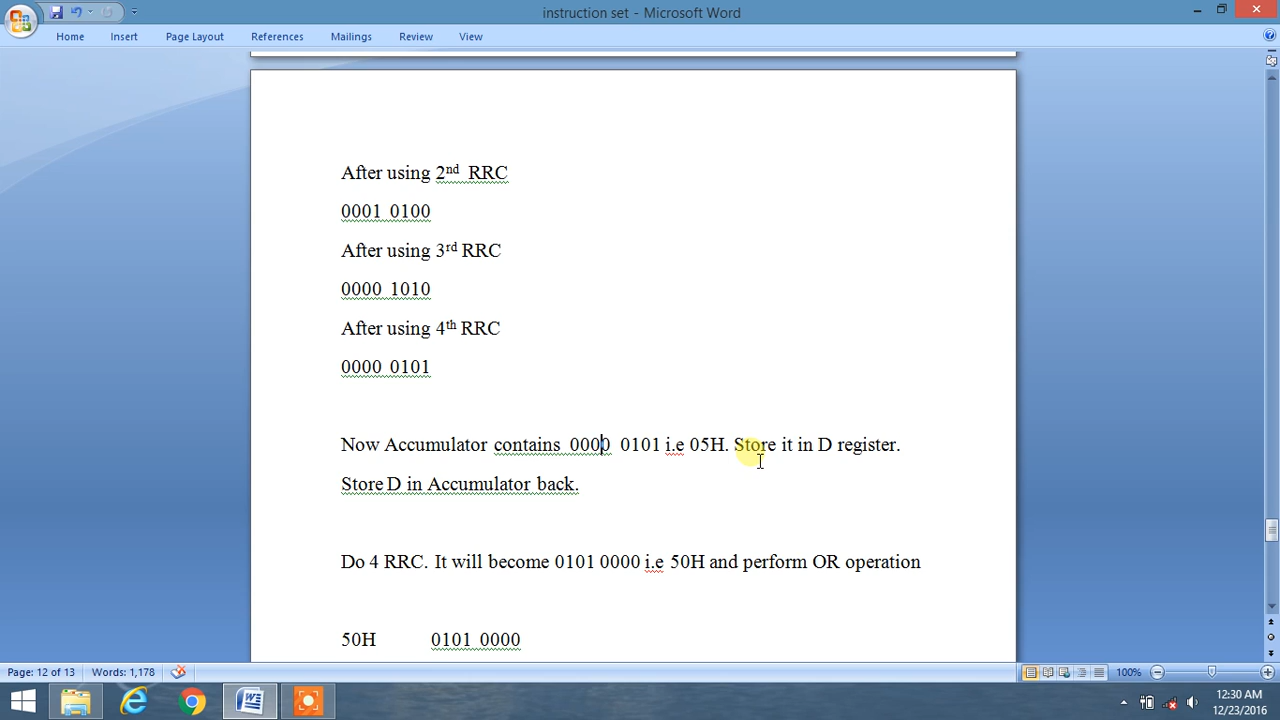 instruction set - Microsoft Word
Home Insert Page Layout References Mailings Review View
After using 2nd RRC
0001 0100
After using 3rd RRC
0000 1010
After using 4th RRC
0000 0101
Now Accumulator contains 0000 0101 i.e 05H. Store it in D register.
Store D in Accumulator back.
Do 4 RRC. It will become 0101 0000 i.e 50H and perform OR operation
50H 0101 0000
Page: 12 of 13 Words: 1,178 100%
12:30 AM
12/23/2016